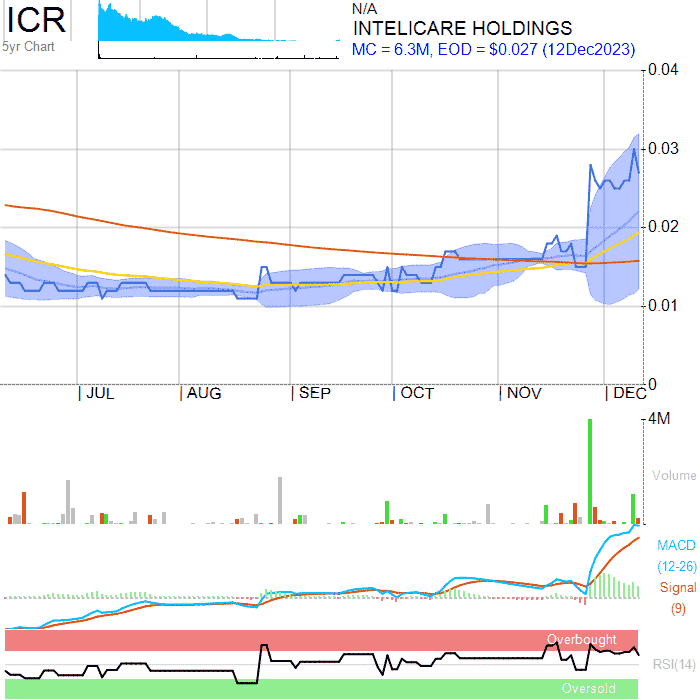 ICR
5yr Chart
N/A
INTELICARE HOLDINGS
MC = 6.3M, EOD = $0.027 (12Dec2023)
0.04
0.03
0.02
0.01
0
JUL AUG SEP OCT NOV DEC
4M
Volume
MACD
(12-26)
Signal
(9)
Overbought
RSI(14)
Oversold